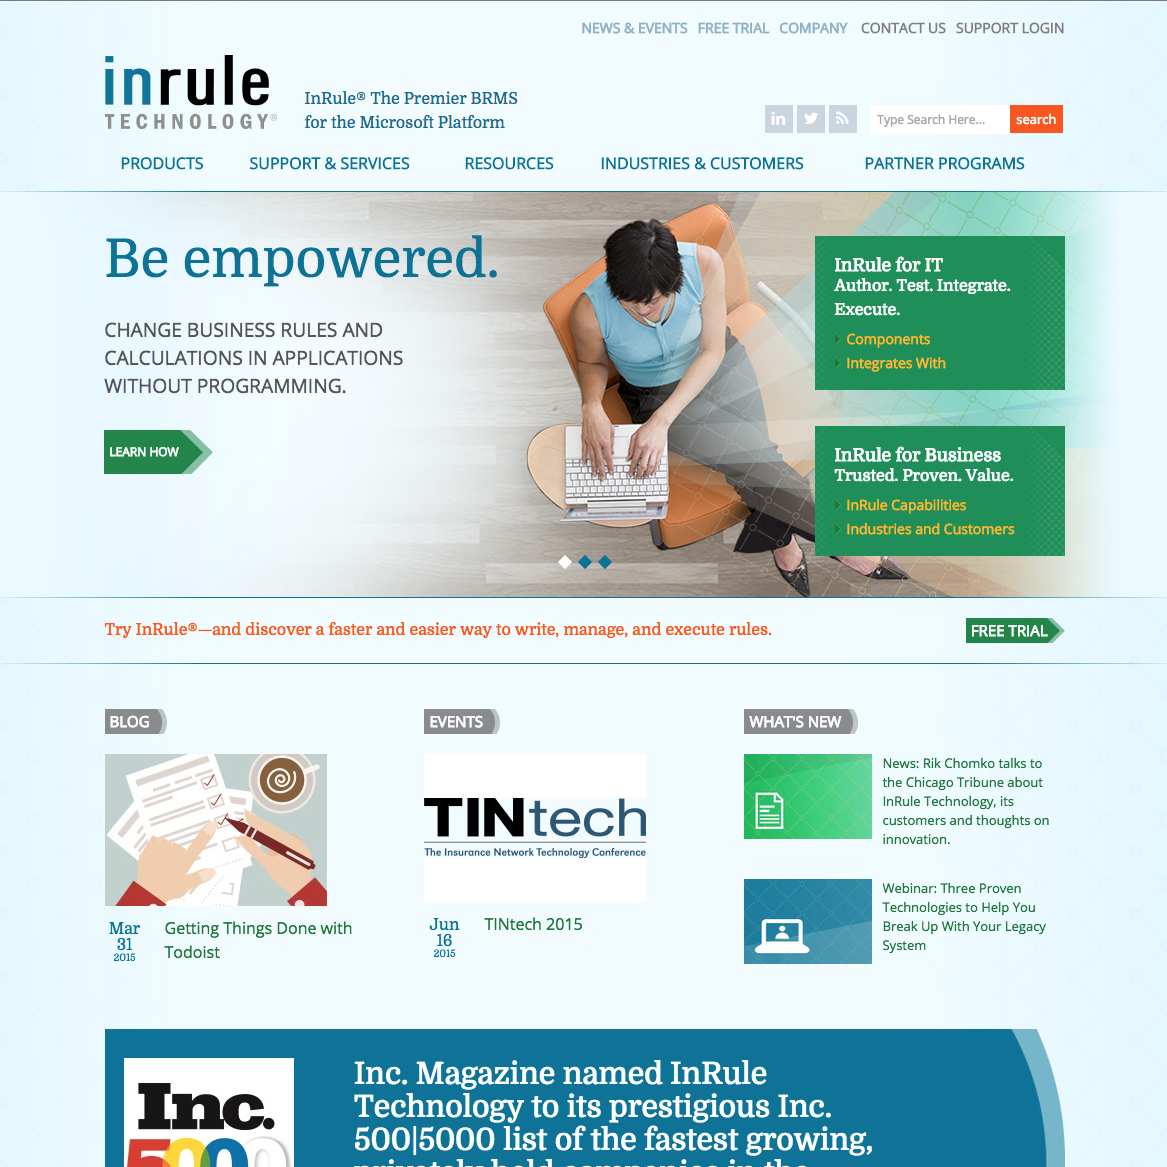 NEWS & EVENTS FREE TRIAL COMPANY CONTACT US SUPPORT LOGIN
inrule
TECHNOLOGY®
InRule® The Premier BRMS
for the Microsoft Platform
in
Type Search Here...
search
PRODUCTS SUPPORT & SERVICES RESOURCES INDUSTRIES & CUSTOMERS PARTNER PROGRAMS
Be empowered.
CHANGE BUSINESS RULES AND
CALCULATIONS IN APPLICATIONS
WITHOUT PROGRAMMING.
LEARN HOW
InRule for IT
Author. Test. Integrate.
Execute.
Components
Integrates With
InRule for Business
Trusted. Proven. Value.
InRule Capabilities
Industries and Customers
Try InRule®—and discover a faster and easier way to write, manage, and execute rules.
FREE TRIAL
BLOG
Mar
31
2015
Getting Things Done with
Todoist
EVENTS
TINtech
The Insurance Network Technology Conference
Jun
16
2015
TINtech 2015
WHAT'S NEW
News: Rik Chomko talks to
the Chicago Tribune about
InRule Technology, its
customers and thoughts on
innovation.
Webinar: Three Proven
Technologies to Help You
Break Up With Your Legacy
System
Inc.
5000
Inc. Magazine named InRule
Technology to its prestigious Inc.
500|5000 list of the fastest growing,
privately held companies in the